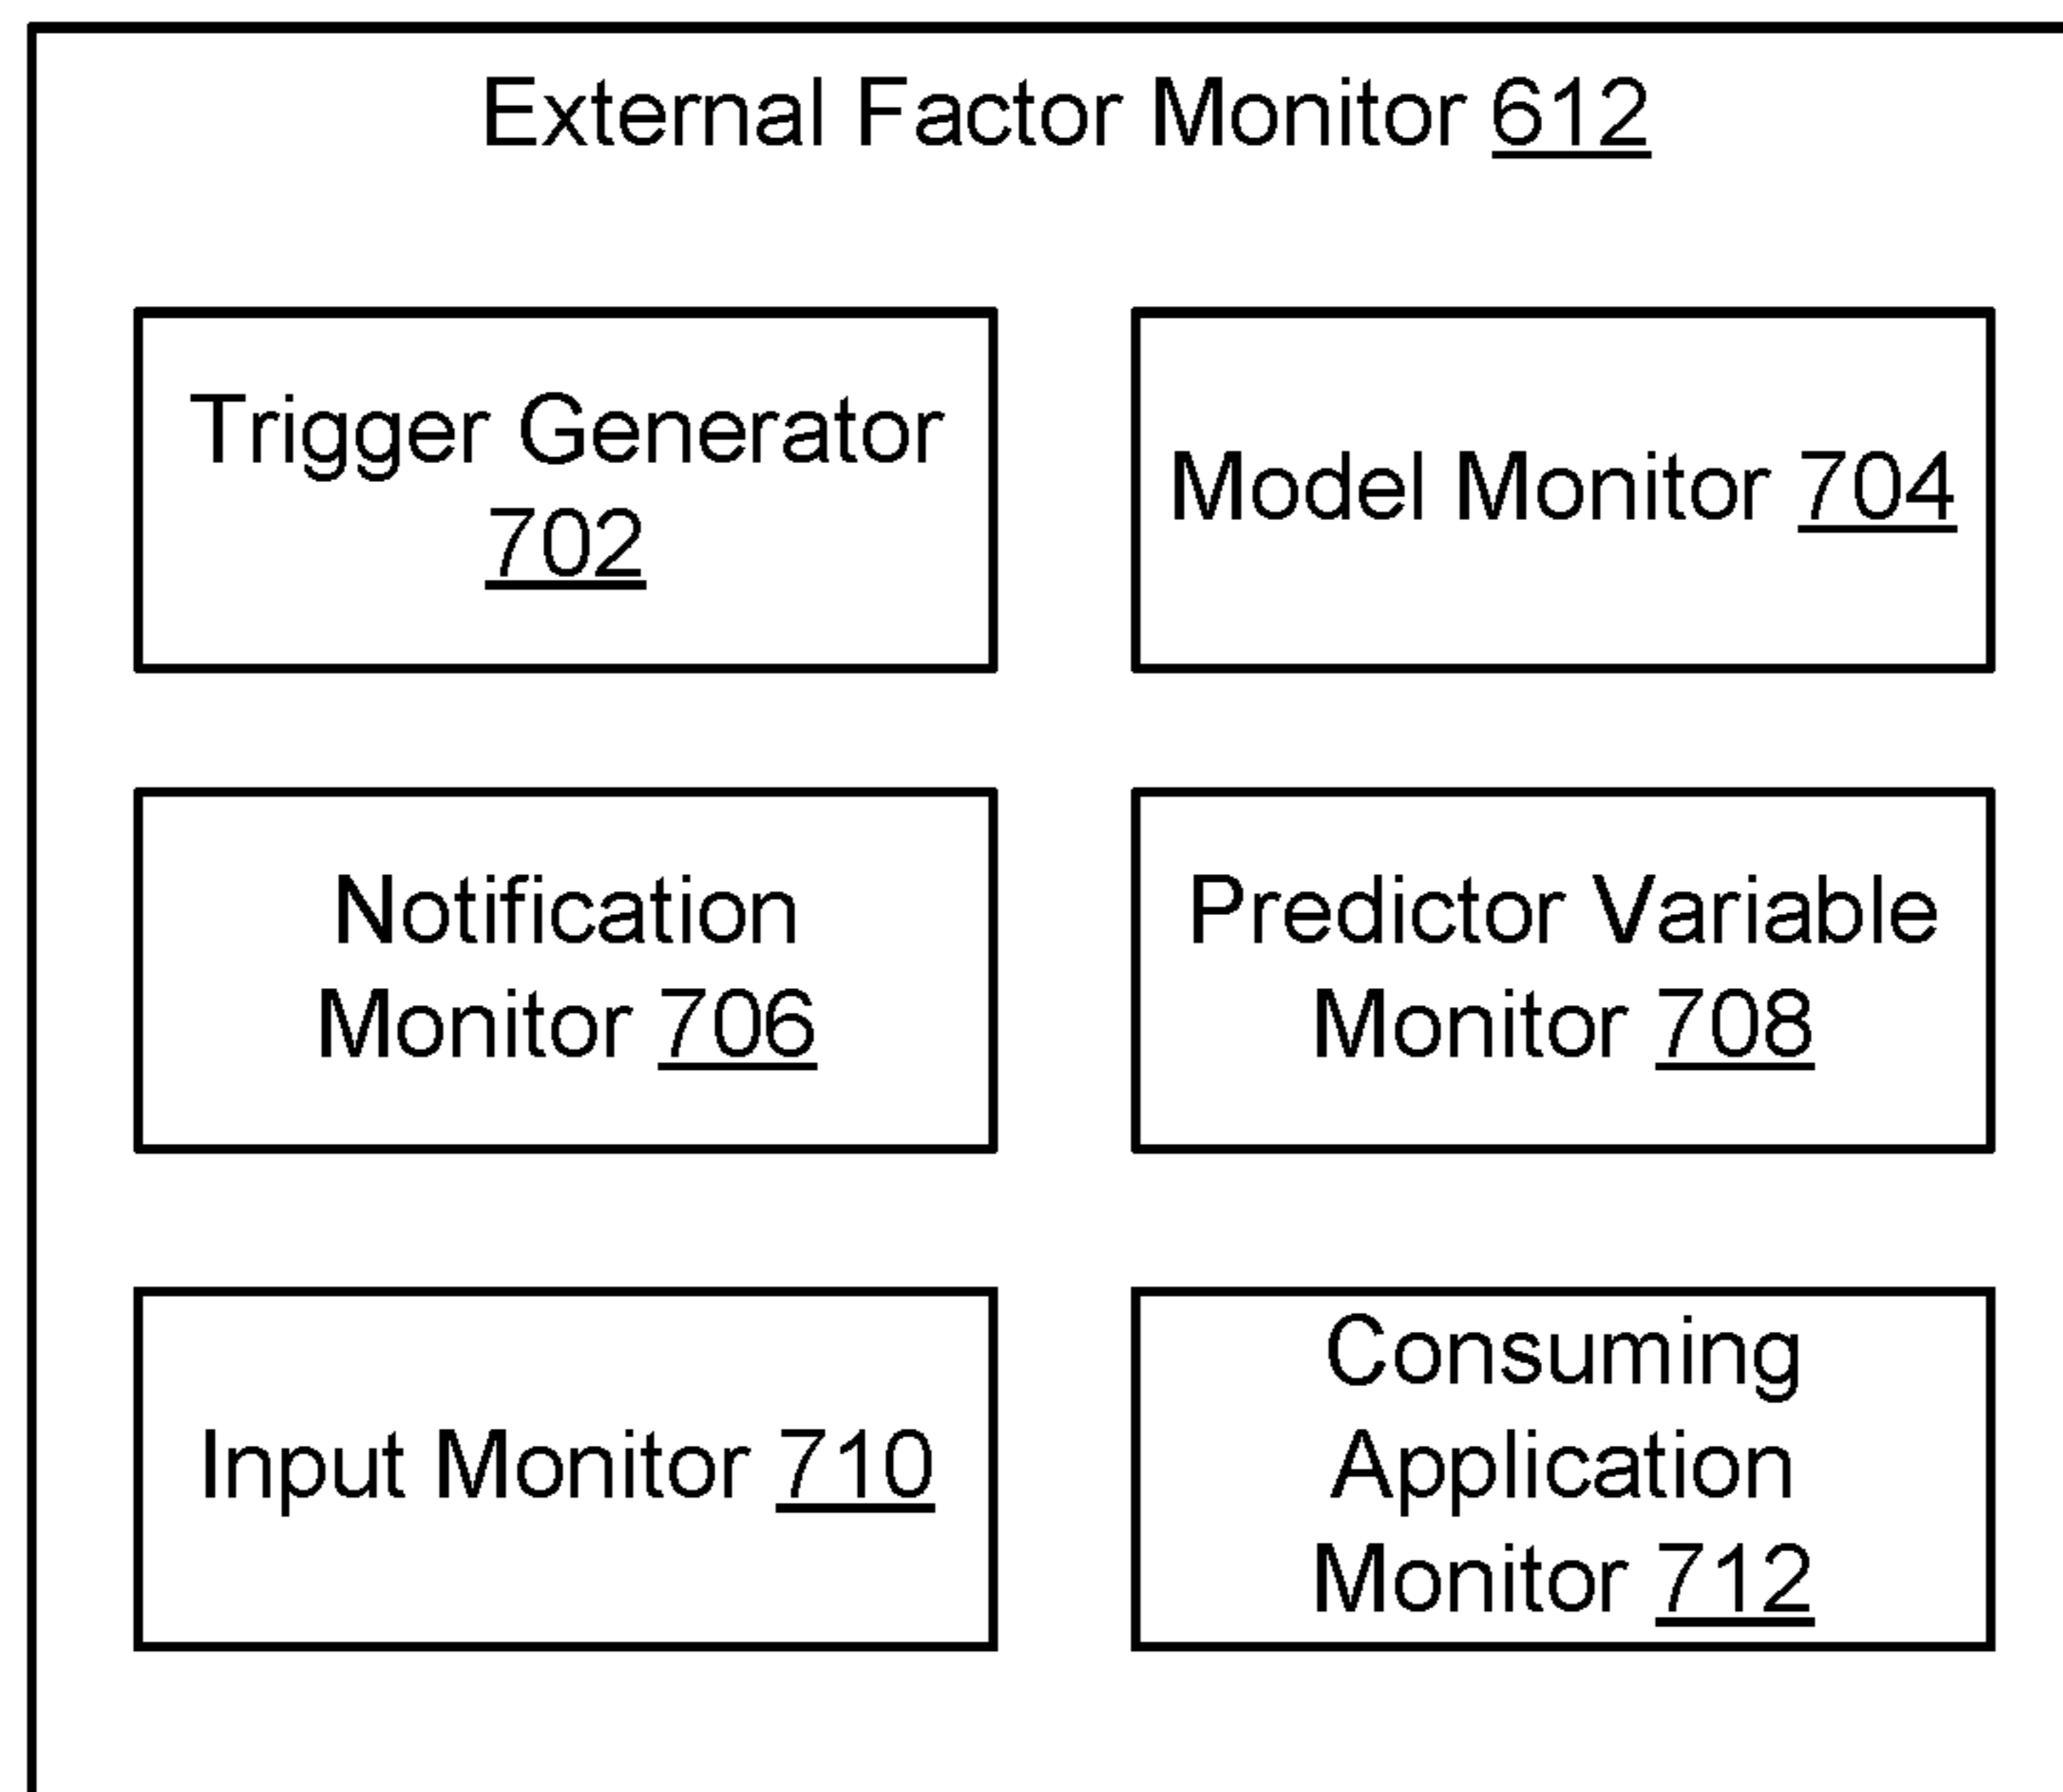 External Factor Monitor 612
Trigger Generator
702
Model Monitor 704
Notification
Monitor 706
Predictor Variable
Monitor 708
Input Monitor 710
Consuming
Application
Monitor 712